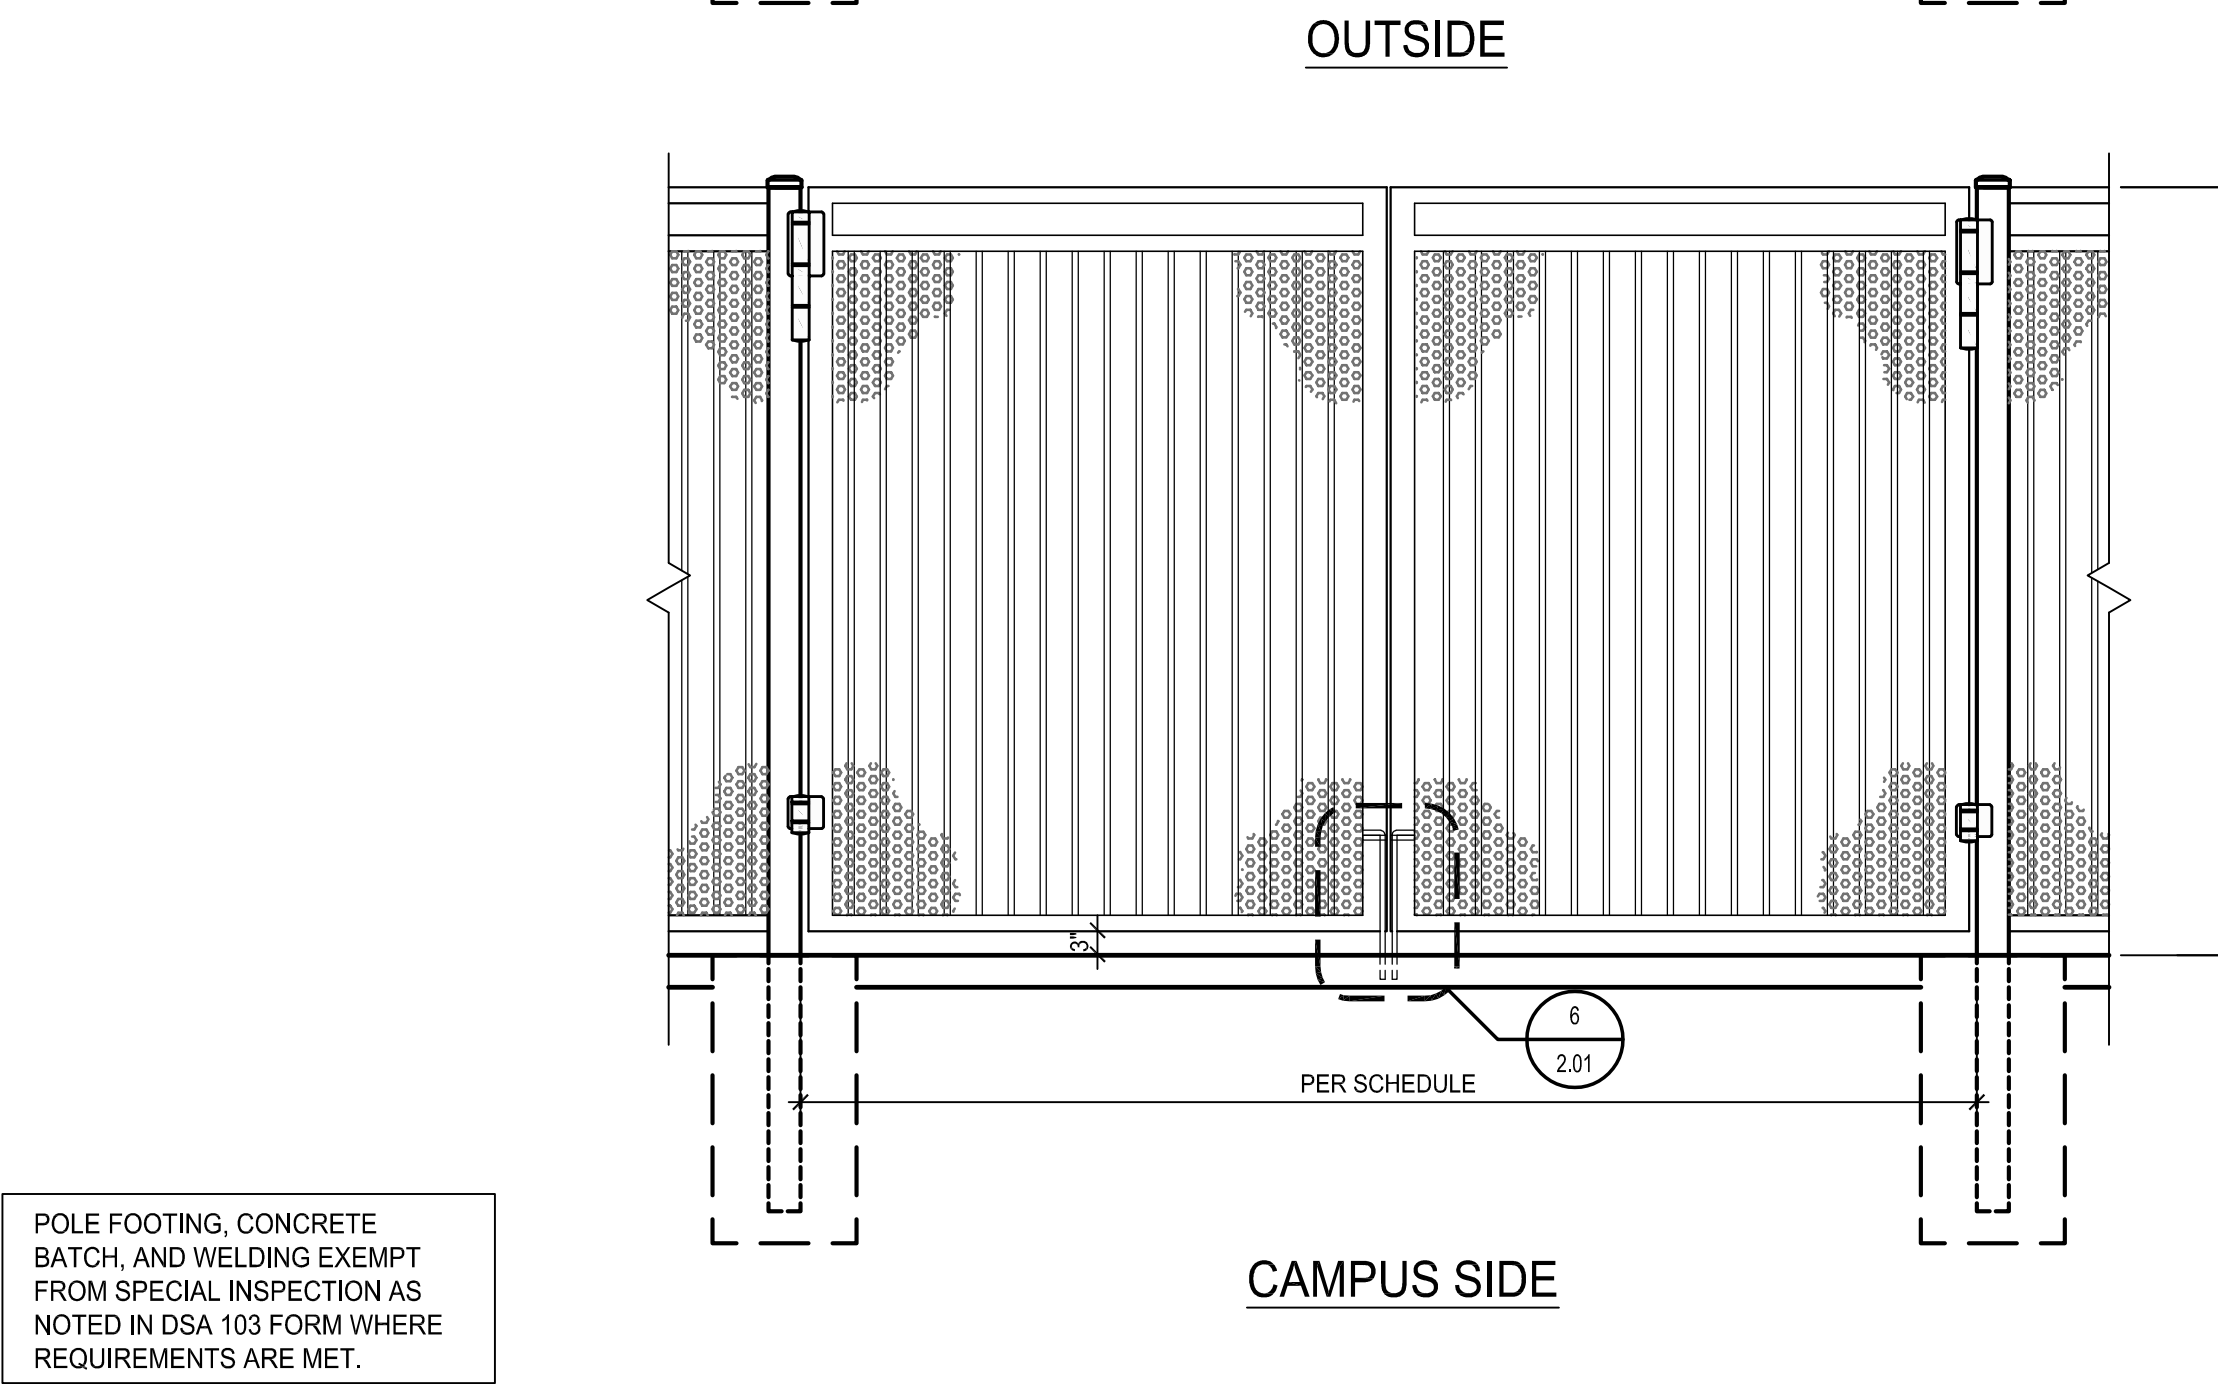 OUTSIDE
3"
6
2.01
PER SCHEDULE
CAMPUS SIDE
POLE FOOTING, CONCRETE
BATCH, AND WELDING EXEMPT
FROM SPECIAL INSPECTION AS
NOTED IN DSA 103 FORM WHERE
REQUIREMENTS ARE MET.